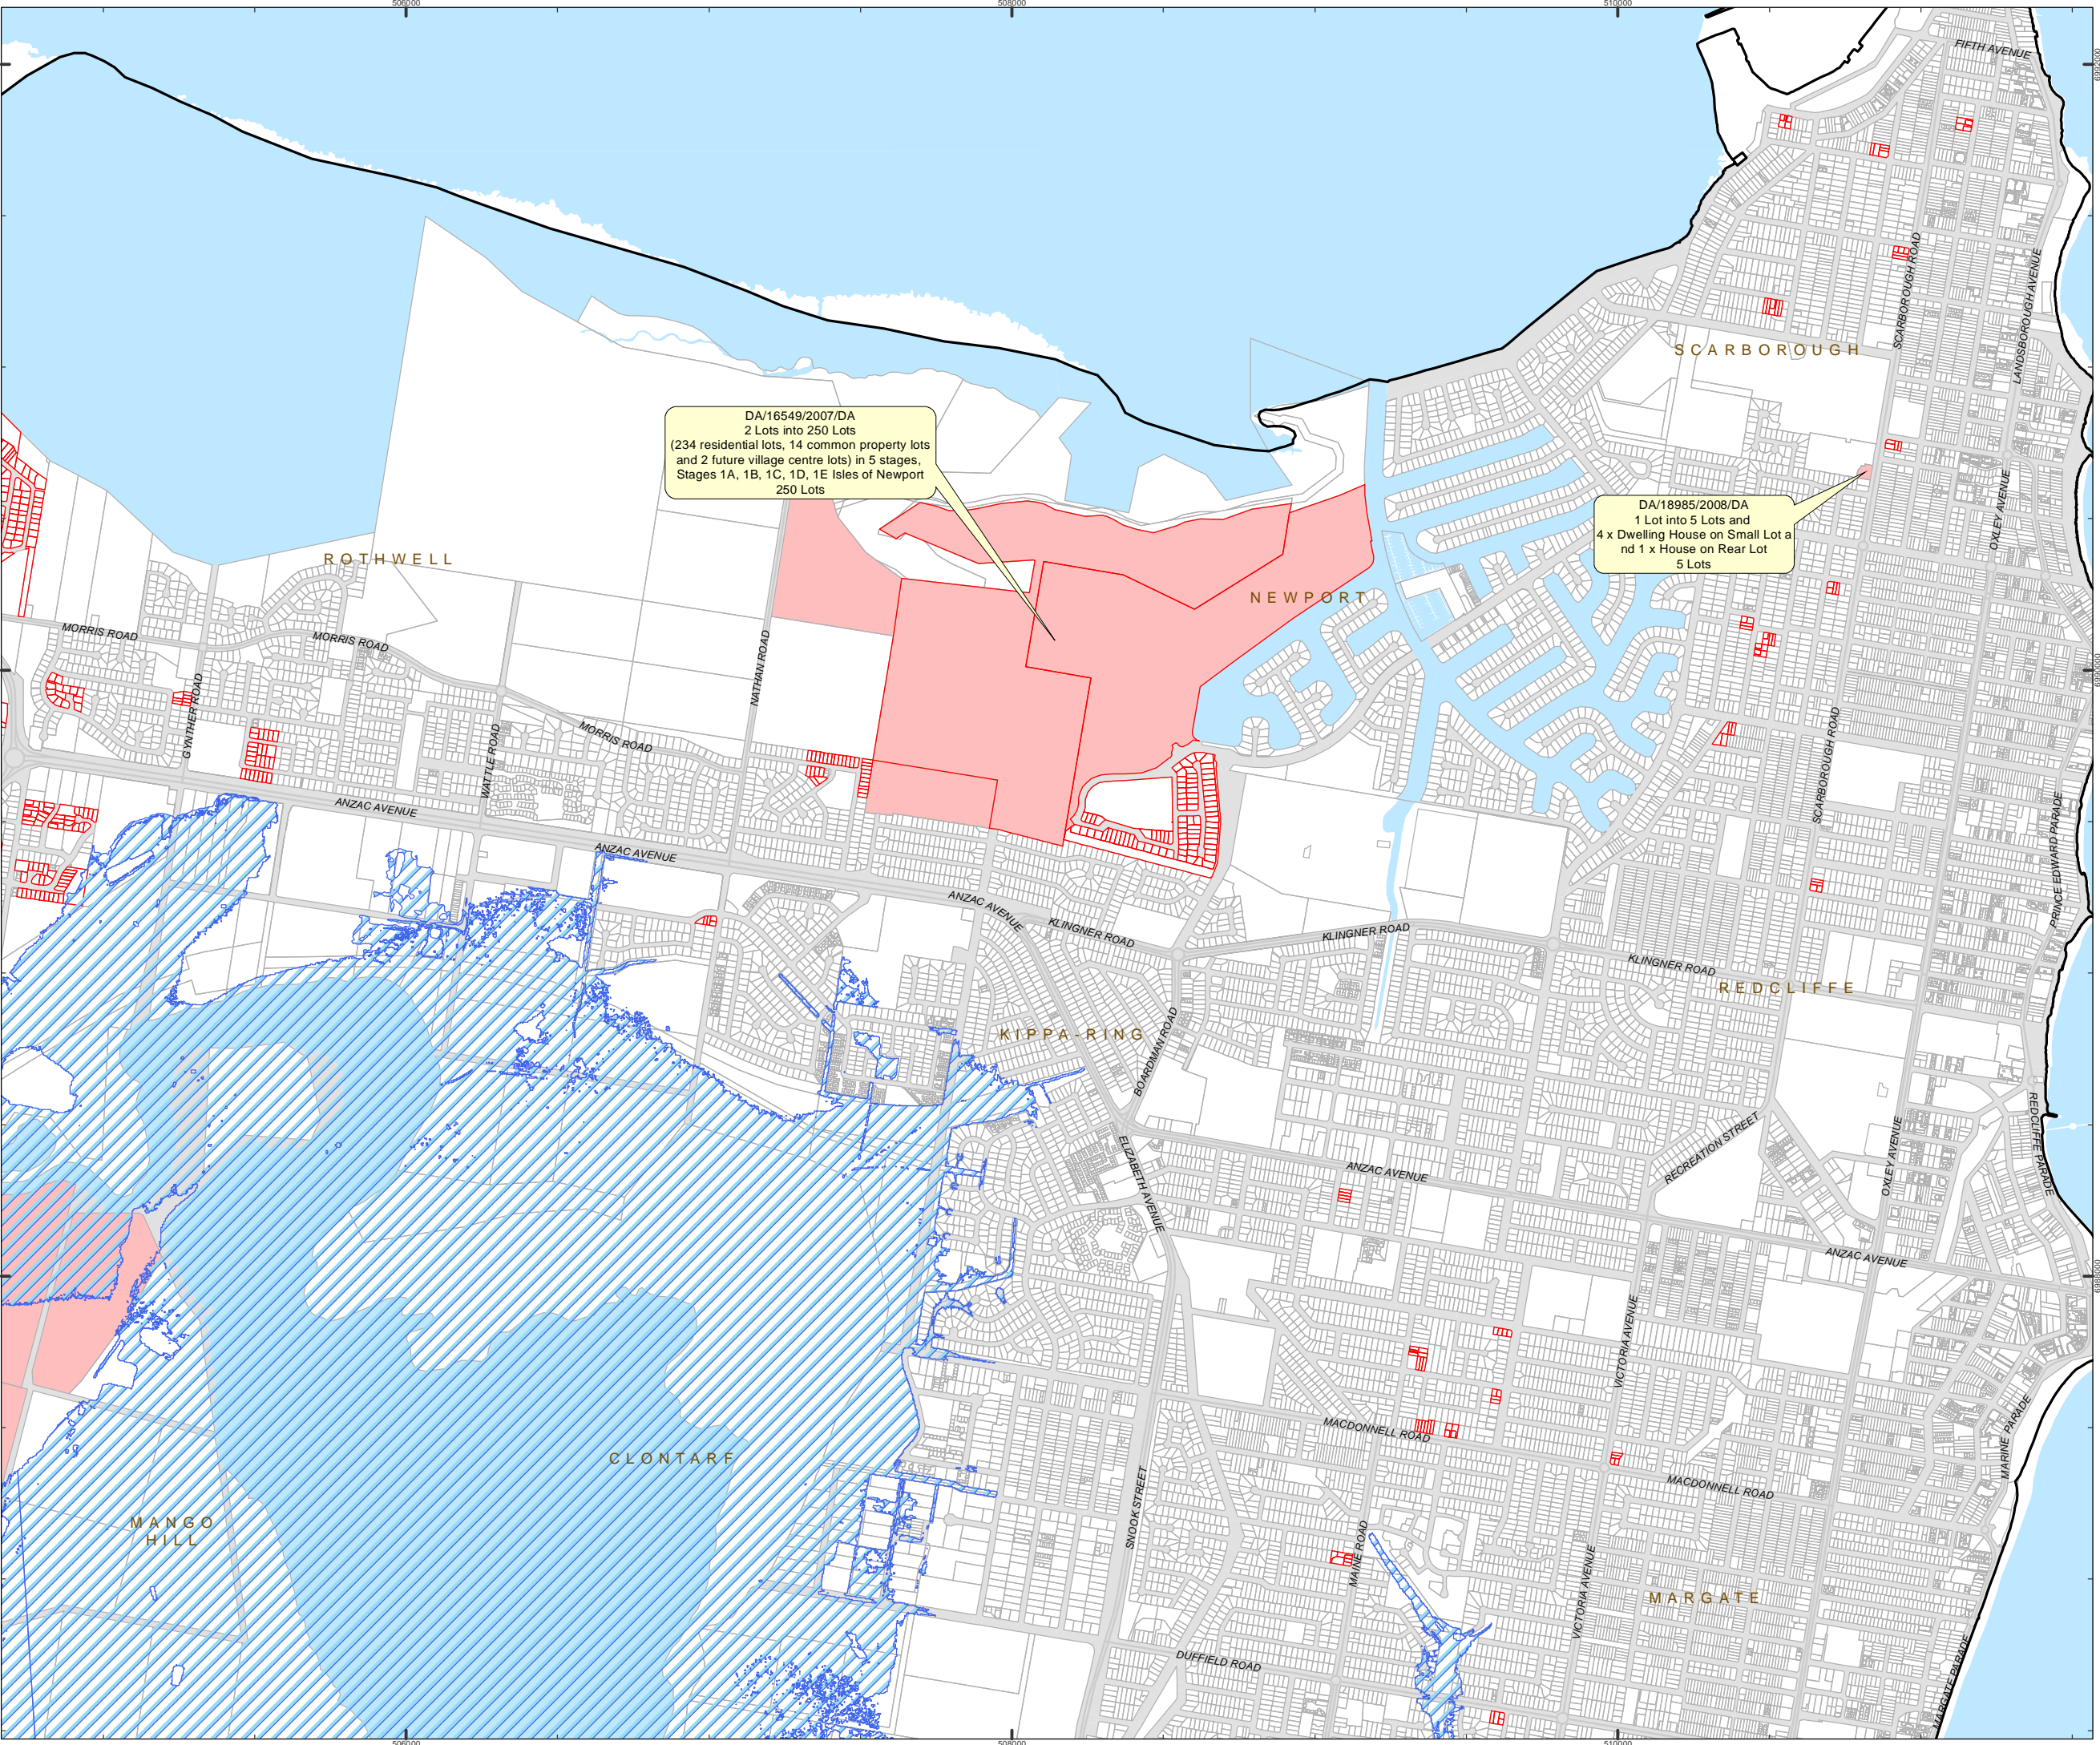 506000
508000
510000
FIFTH AVENUE
6992000
SCARBOROUGH ROAD
LANDSBOROUGH AVENUE
SCARBOROUGH
DA/16549/2007/DA
2 Lots into 250 Lots
(234 residential lots, 14 common property lots
and 2 future village centre lots) in 5 stages,
Stages 1A, 1B, 1C, 1D, 1E Isles of Newport
250 Lots
DA/18985/2008/DA
1 Lot into 5 Lots and
4 x Dwelling House on Small Lot a
nd 1 x House on Rear Lot
5 Lots
OXLEY AVENUE
ROTHWELL
NEWPORT
MORRIS ROAD
MORRIS ROAD
NATHAN ROAD
6990000
GYNTHER ROAD
WATTLE ROAD
MORRIS ROAD
SCARBOROUGH ROAD
ANZAC AVENUE
ANZAC AVENUE
PRINCE EDWARD PARADE
ANZAC AVENUE
KLINGNER ROAD
KLINGNER ROAD
KLINGNER ROAD
REDCLIFFE
KIPPA-RING
BOARDMAN ROAD
REDCLIFFE PARADE
RECREATION STREET
OXLEY AVENUE
ELIZABETH AVENUE
ANZAC AVENUE
ANZAC AVENUE
6988000
VICTORIA AVENUE
MACDONNELL ROAD
MARINE PARADE
CLONTARF
MACDONNELL ROAD
SNOOK STREET
MANGO
HILL
MAINE ROAD
VICTORIA AVENUE
MARGATE
DUFFIELD ROAD
MARGATE PARADE
506000
508000
510000